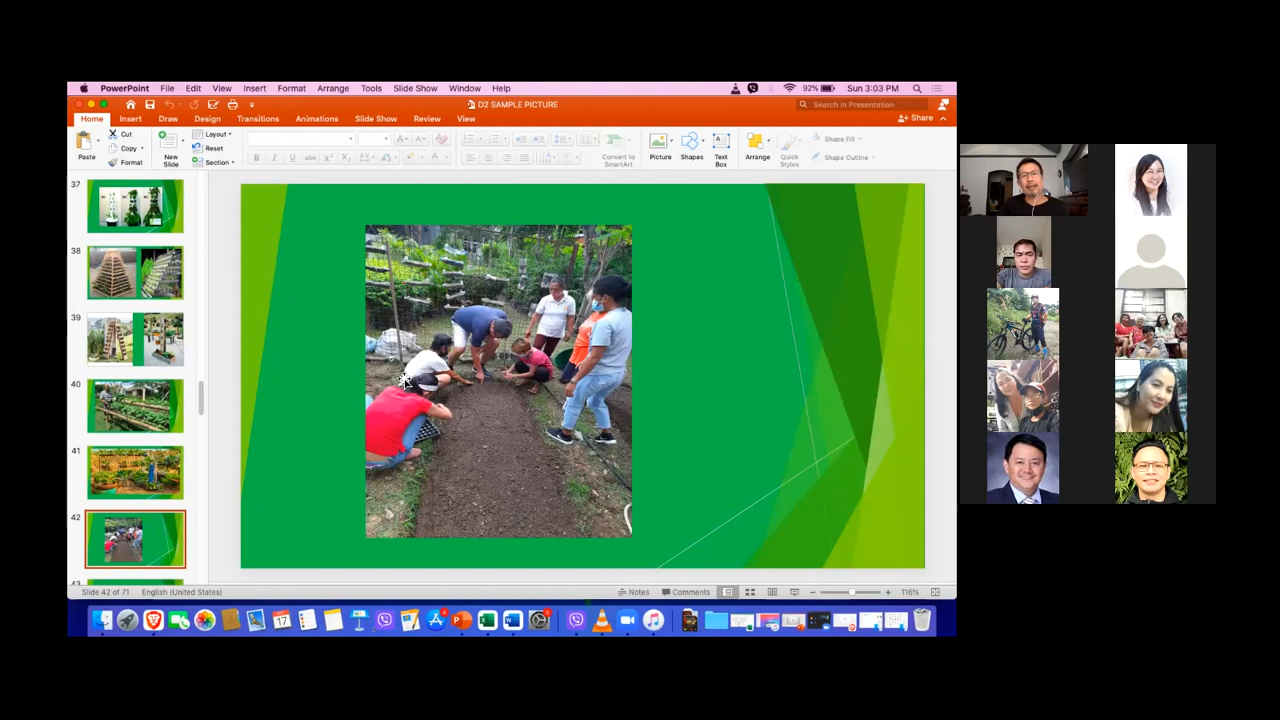 PowerPoint File Edit View Insert Format Arrange Tools Slide Show Window Help 92% Sun 3:03 PM
D2 SAMPLE PICTURE Search in Presentation
Home Insert Draw Design Transitions Animations Slide Show Review View Share
Paste Cut Copy Format New Slide Layout Reset Section Convert to SmartArt Picture Shapes Text Box Arrange Quick Styles Shape Fill Shape Outline
37
38
39
40
41
42
43
Slide 42 of 71 English (United States) Notes Comments 116%
17